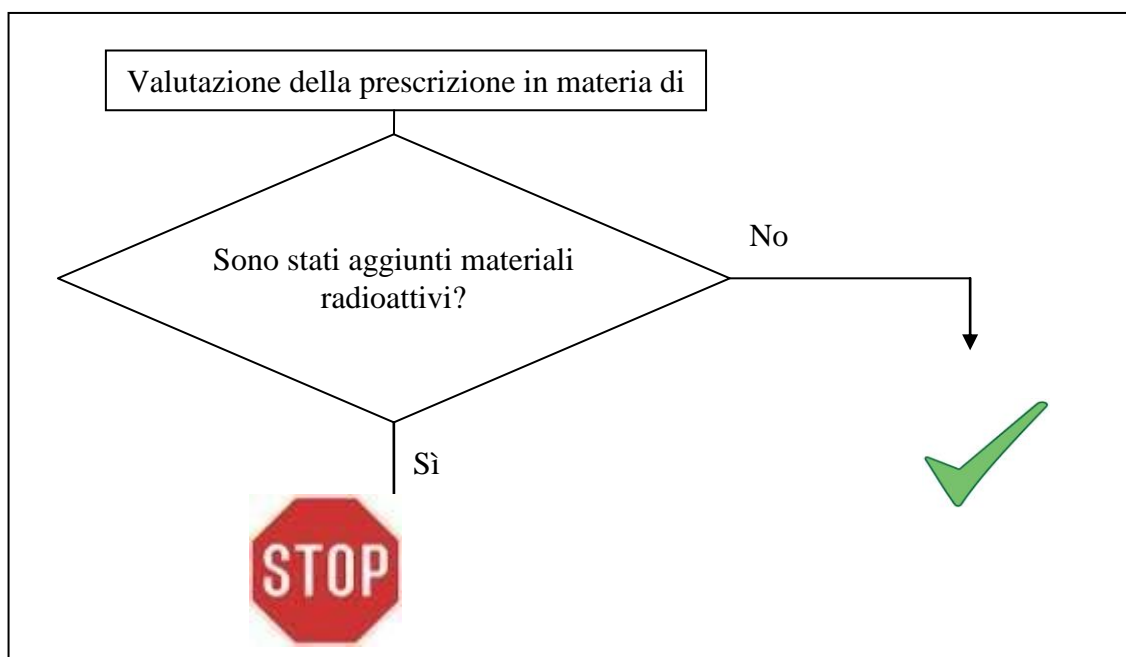 Valutazione della prescrizione in materia di
Sono stati aggiunti materiali
radioattivi?
No
Sì
STOP